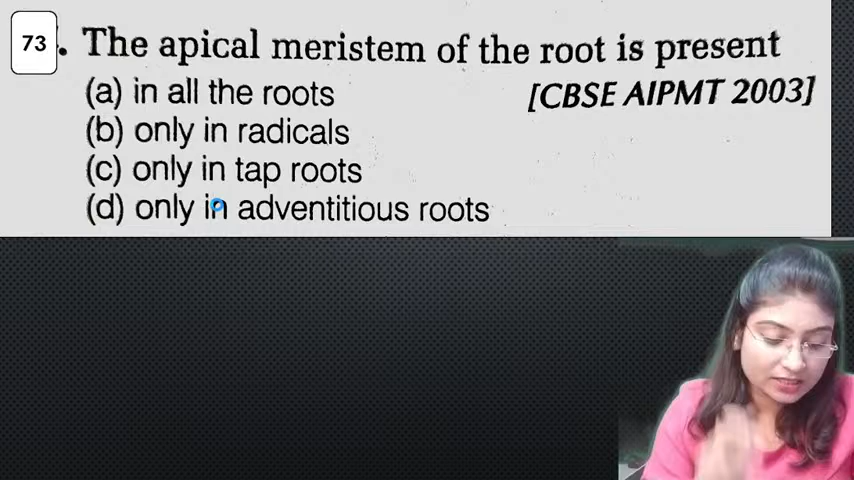 73. The apical meristem of the root is present
(a) in all the roots [CBSE AIPMT 2003]
(b) only in radicals
(c) only in tap roots
(d) only in adventitious roots